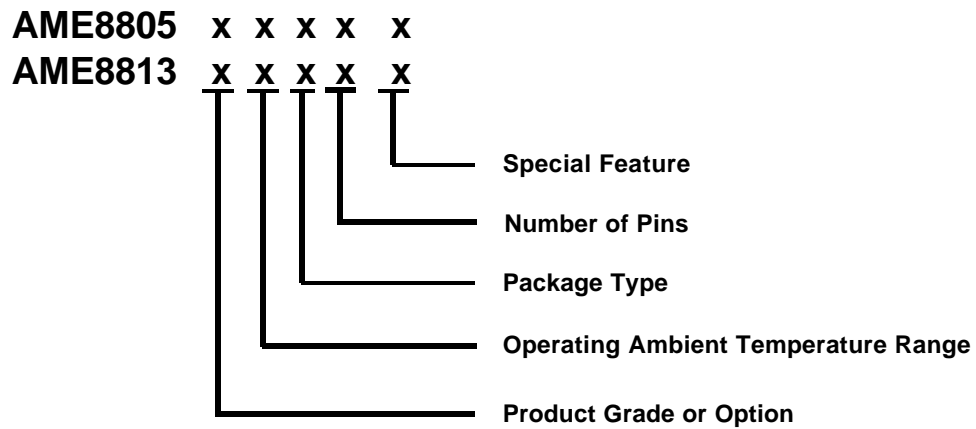 AME8805 x x x x x
AME8813 x x x x x
Special Feature
Number of Pins
Package Type
Operating Ambient Temperature Range
Product Grade or Option